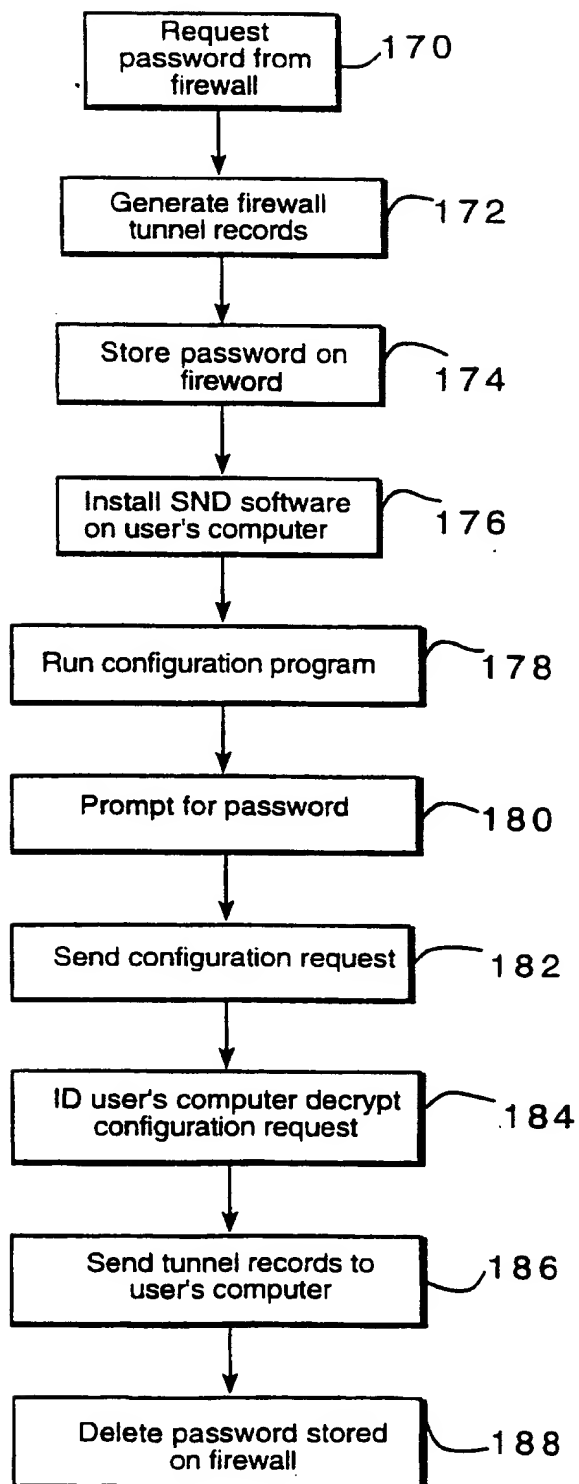 Request
password from
firewall
170
Generate firewall
tunnel records
172
Store password on
fireword
174
Install SND software
on user's computer
176
Run configuration program
178
Prompt for password
180
Send configuration request
182
ID user's computer decrypt
configuration request
184
Send tunnel records to
user's computer
186
Delete password stored
on firewall
188